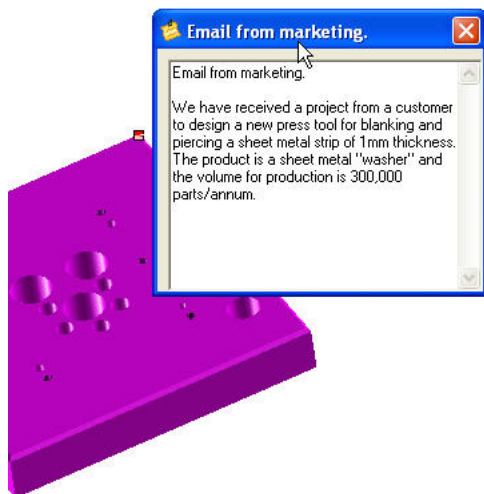 Email from marketing.
Email from marketing.
We have received a project from a customer
to design a new press tool for blanking and
piercing a sheet metal strip of 1mm thickness.
The product is a sheet metal "washer" and
the volume for production is 300,000
parts/annum.